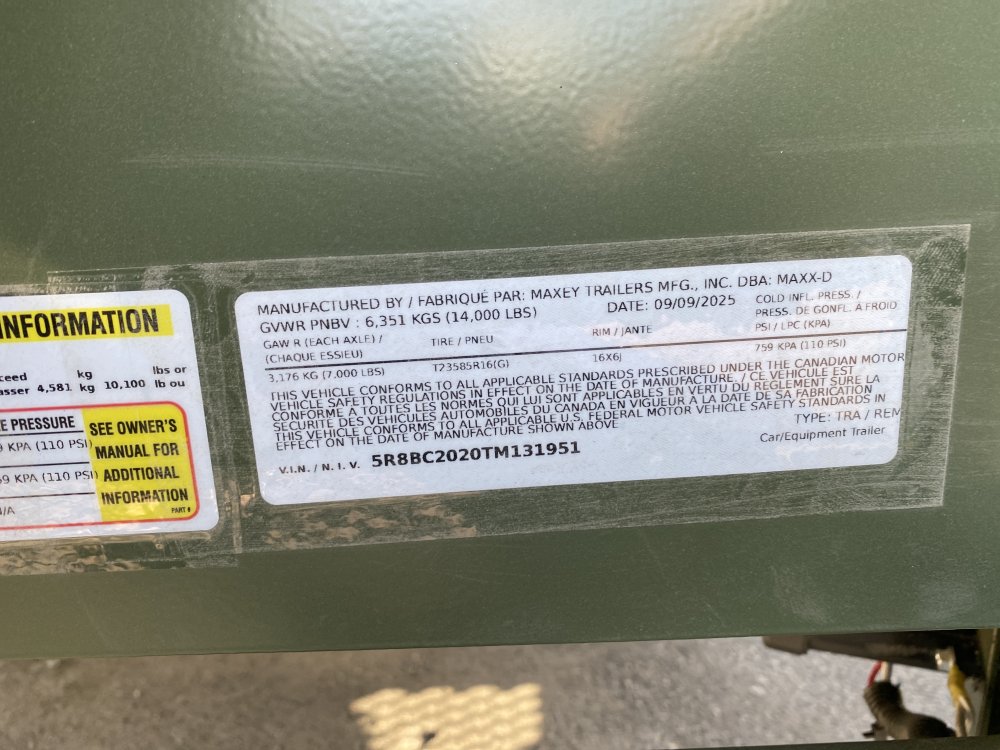 INFORMATION
kg
lbs or
4,581 kg 10,100 lb ou
PRESSURE
KPA (110 PSI)
KPA (110 PSI)
SEE OWNER'S
MANUAL FOR
ADDITIONAL
INFORMATION
PART #
MANUFACTURED BY / FABRIQUÉ PAR: MAXEY TRAILERS MFG., INC. DBA: MAXX-D
GVWR PNBV : 6,351 KGS (14,000 LBS)
DATE: 09/09/2025
COLD INFL. PRESS. /
PRESS. DE GONFL. A FROID
GAW R (EACH AXLE) /
(CHAQUE ESSIEU)
TIRE / PNEU
RIM / JANTE
PSI / LPC (KPA)
3,176 KG (7,000 LBS)
T23585R16(G)
16X6J
759 KPA (110 PSI)
THIS VEHICLE CONFORMS TO ALL APPLICABLE STANDARDS PRESCRIBED UNDER THE CANADIAN MOTOR
VEHICLE SAFETY REGULATIONS IN EFFECT ON THE DATE OF MANUFACTURE. / CE VEHICULE EST
CONFORME A TOUTES LES NORMES QUI LUI SONT APPLICABLES EN VERTU DU REGLEMENT SURE LA
SECURITE DES VEHICULES AUTOMOBILES DU CANADA EN VIGUEUR A LA DATE DE SA FABRICATION
THIS VEHICLE CONFORMS TO ALL APPLICABLE U.S. FEDERAL MOTOR VEHICLE SAFETY STANDARDS IN
EFFECT ON THE DATE OF MANUFACTURE SHOWN ABOVE
TYPE: TRA / REM
Car/Equipment Trailer
V.I.N. / N. I. V. 5R8BC2020TM131951